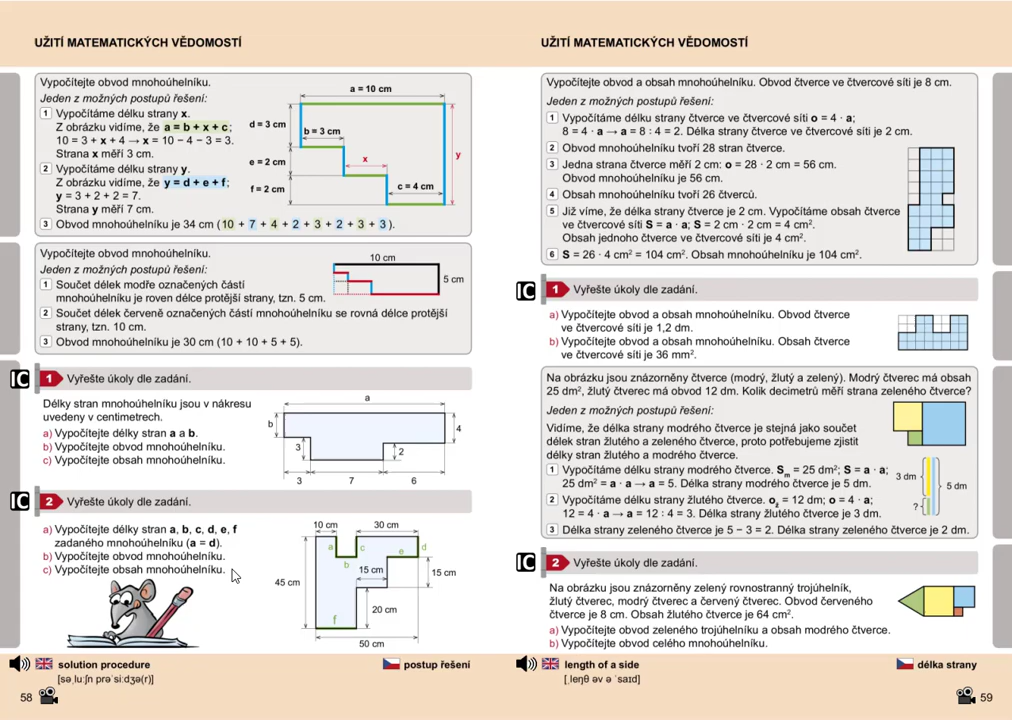 UŽITÍ MATEMATICKÝCH VĚDOMOSTÍ
Vypočítejte obvod mnohoúhelníku.
Jeden z možných postupů řešení:
1 Vypočítáme délku strany x.
Z obrázku vidíme, že a = b + x + c;
10 = 3 + x + 4 → x = 10 − 4 − 3 = 3.
Strana x měří 3 cm.
2 Vypočítáme délku strany y.
Z obrázku vidíme, že y = d + e + f;
y = 3 + 2 + 2 = 7.
Strana y měří 7 cm.
3 Obvod mnohoúhelníku je 34 cm (10 + 7 + 4 + 2 + 3 + 2 + 3 + 3).
a = 10 cm
d = 3 cm
b = 3 cm
e = 2 cm
x
y
f = 2 cm
c = 4 cm
Vypočítejte obvod mnohoúhelníku.
Jeden z možných postupů řešení:
1 Součet délek modře označených částí
mnohoúhelníku je roven délce protější strany, tzn. 5 cm.
2 Součet délek červeně označených částí mnohoúhelníku se rovná délce protější
strany, tzn. 10 cm.
3 Obvod mnohoúhelníku je 30 cm (10 + 10 + 5 + 5).
10 cm
5 cm
IC 1 Vyřešte úkoly dle zadání.
Délky stran mnohoúhelníku jsou v nákresu
uvedeny v centimetrech.
a) Vypočítejte délky stran a a b.
b) Vypočítejte obvod mnohoúhelníku.
c) Vypočítejte obsah mnohoúhelníku.
a
b
4
3
2
3
7
6
IC 2 Vyřešte úkoly dle zadání.
a) Vypočítejte délky stran a, b, c, d, e, f
zadaného mnohoúhelníku (a = d).
b) Vypočítejte obvod mnohoúhelníku.
c) Vypočítejte obsah mnohoúhelníku.
10 cm
30 cm
a
c
e
d
b
15 cm
15 cm
45 cm
20 cm
f
50 cm
solution procedure
[səˌluːʃn prəˈsiːdʒə(r)]
postup řešení
58
UŽITÍ MATEMATICKÝCH VĚDOMOSTÍ
Vypočítejte obvod a obsah mnohoúhelníku. Obvod čtverce ve čtvercové síti je 8 cm.
Jeden z možných postupů řešení:
1 Vypočítáme délku strany čtverce ve čtvercové síti o = 4 · a;
8 = 4 · a → a = 8 : 4 = 2. Délka strany čtverce ve čtvercové síti je 2 cm.
2 Obvod mnohoúhelníku tvoří 28 stran čtverce.
3 Jedna strana čtverce měří 2 cm: o = 28 · 2 cm = 56 cm.
Obvod mnohoúhelníku je 56 cm.
4 Obsah mnohoúhelníku tvoří 26 čtverců.
5 Již víme, že délka strany čtverce je 2 cm. Vypočítáme obsah čtverce
ve čtvercové síti S = a · a; S = 2 cm · 2 cm = 4 cm².
Obsah jednoho čtverce ve čtvercové síti je 4 cm².
6 S = 26 · 4 cm² = 104 cm². Obsah mnohoúhelníku je 104 cm².
IC 1 Vyřešte úkoly dle zadání.
a) Vypočítejte obvod a obsah mnohoúhelníku. Obvod čtverce
ve čtvercové síti je 1,2 dm.
b) Vypočítejte obvod a obsah mnohoúhelníku. Obsah čtverce
ve čtvercové síti je 36 mm².
Na obrázku jsou znázorněny čtverce (modrý, žlutý a zelený). Modrý čtverec má obsah
25 dm², žlutý čtverec má obvod 12 dm. Kolik decimetrů měří strana zeleného čtverce?
Jeden z možných postupů řešení:
Vidíme, že délka strany modrého čtverce je stejná jako součet
délek stran žlutého a zeleného čtverce, proto potřebujeme zjistit
délky stran žlutého a modrého čtverce.
1 Vypočítáme délku strany modrého čtverce. Sₘ = 25 dm²; S = a · a;
25 dm² = a · a → a = 5. Délka strany modrého čtverce je 5 dm.
2 Vypočítáme délku strany žlutého čtverce. ož = 12 dm; o = 4 · a;
12 = 4 · a → a = 12 : 4 = 3. Délka strany žlutého čtverce je 3 dm.
3 Délka strany zeleného čtverce je 5 − 3 = 2. Délka strany zeleného čtverce je 2 dm.
3 dm
5 dm
?
IC 2 Vyřešte úkoly dle zadání.
Na obrázku jsou znázorněny zelený rovnostranný trojúhelník,
žlutý čtverec, modrý čtverec a červený čtverec. Obvod červeného
čtverce je 8 cm. Obsah žlutého čtverce je 64 cm².
a) Vypočítejte obvod zeleného trojúhelníku a obsah modrého čtverce.
b) Vypočítejte obvod celého mnohoúhelníku.
length of a side
[ˌleŋθ əv ə ˈsaɪd]
délka strany
59